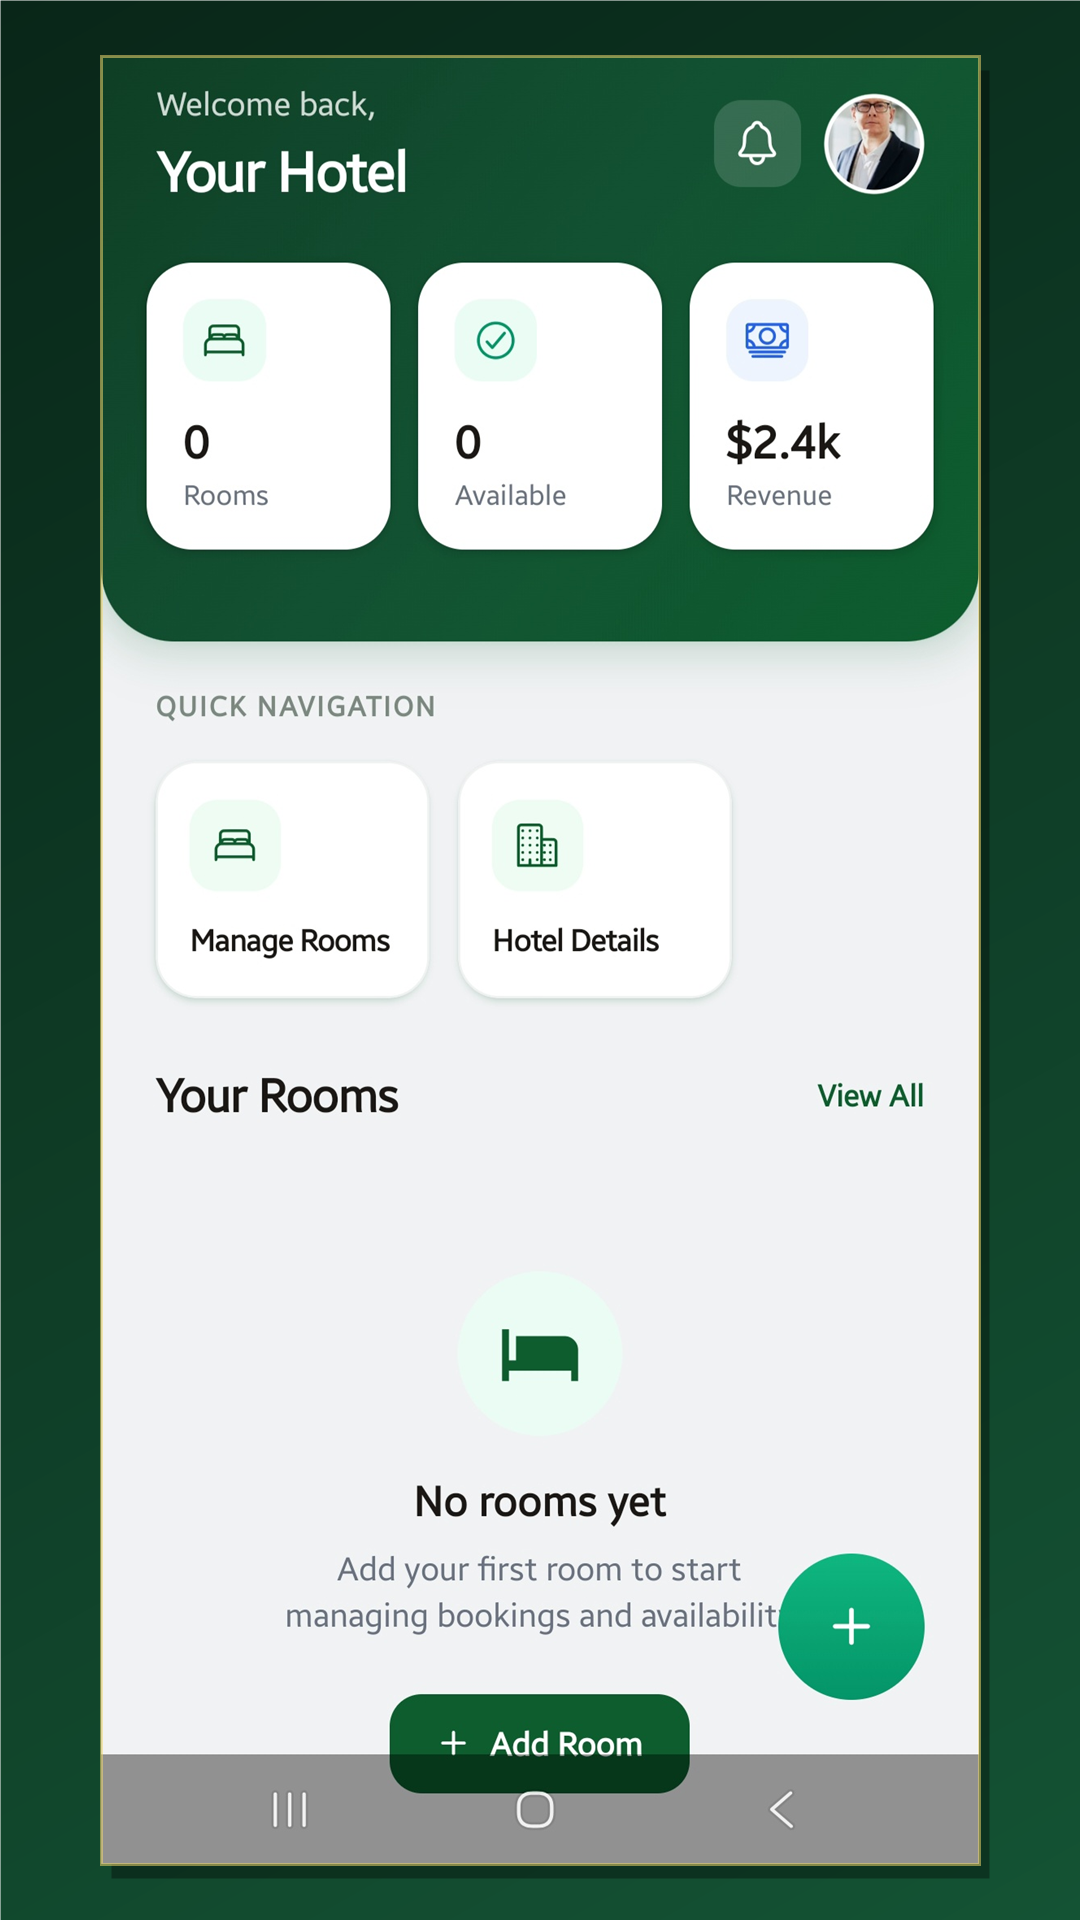 Welcome back,
Your Hotel
0
Rooms
0
Available
$2.4k
Revenue
QUICK NAVIGATION
Manage Rooms
Hotel Details
Your Rooms
View All
No rooms yet
Add your first room to start
managing bookings and availabilit
+ Add Room